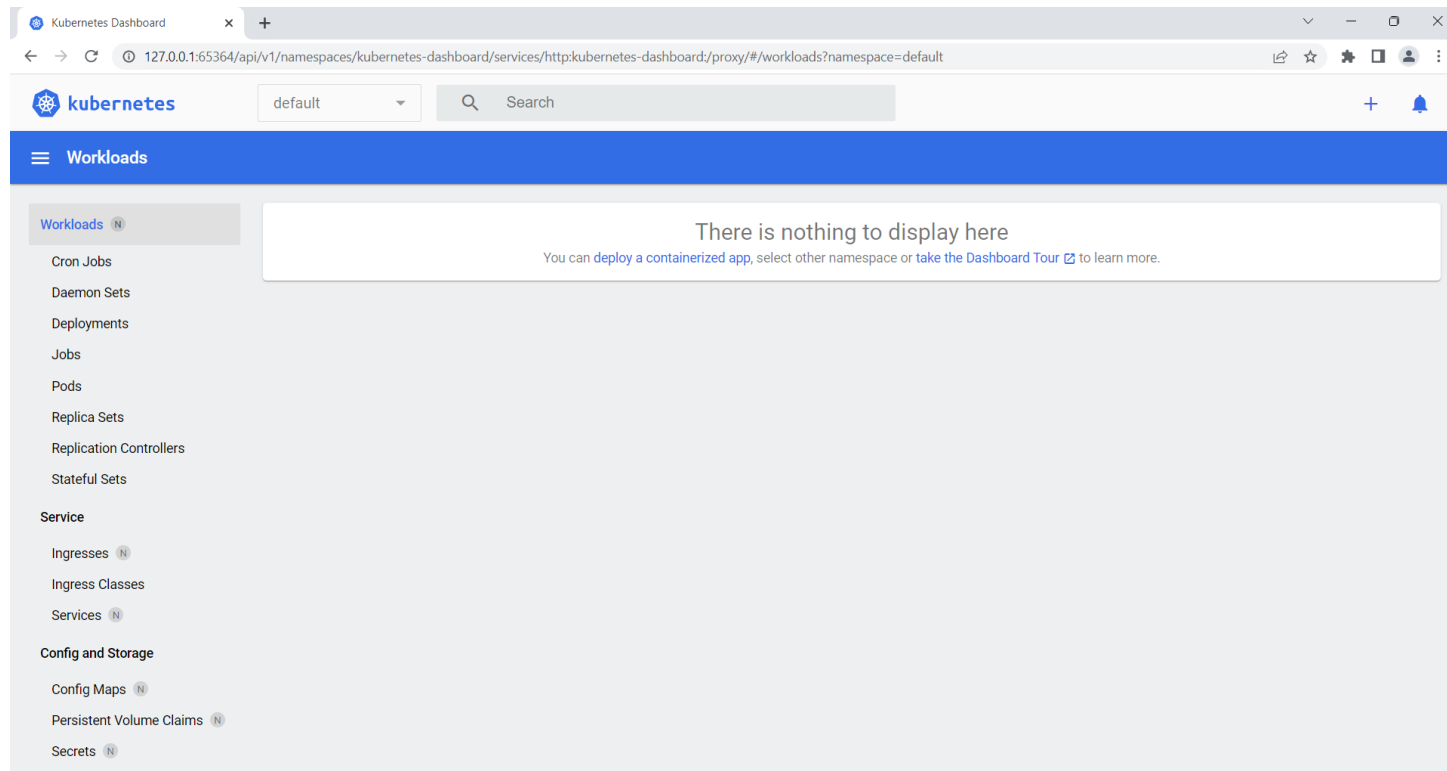 Kubernetes Dashboard
127.0.0.1:65364/api/v1/namespaces/kubernetes-dashboard/services/http:kubernetes-dashboard:/proxy/#/workloads?namespace=default
kubernetes
default
Search
Workloads
Workloads N
Cron Jobs
Daemon Sets
Deployments
Jobs
Pods
Replica Sets
Replication Controllers
Stateful Sets
Service
Ingresses N
Ingress Classes
Services N
Config and Storage
Config Maps N
Persistent Volume Claims N
Secrets N
There is nothing to display here
You can deploy a containerized app, select other namespace or take the Dashboard Tour to learn more.